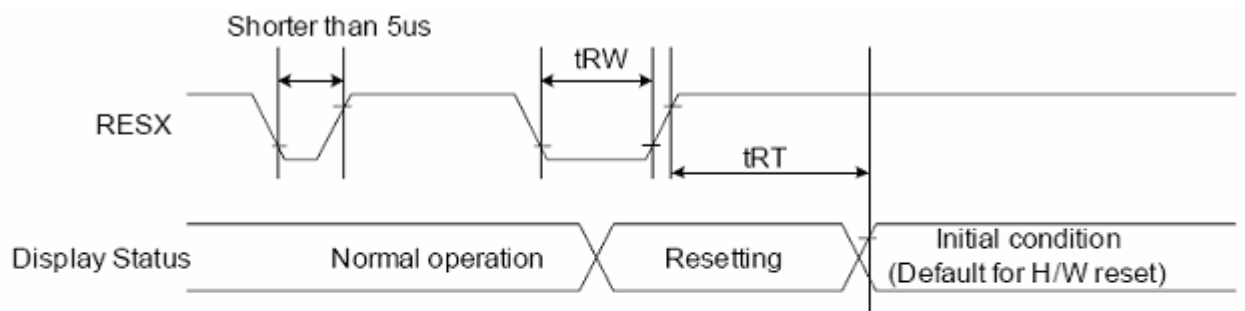 Shorter than 5us
tRW
RESX
tRT
Display Status
Normal operation
Resetting
Initial condition
(Default for H/W reset)